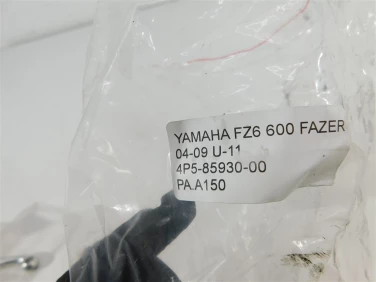 YAMAHA FZ6 600 FAZER
04-09 U-11
4P5-85930-00
PA.A150